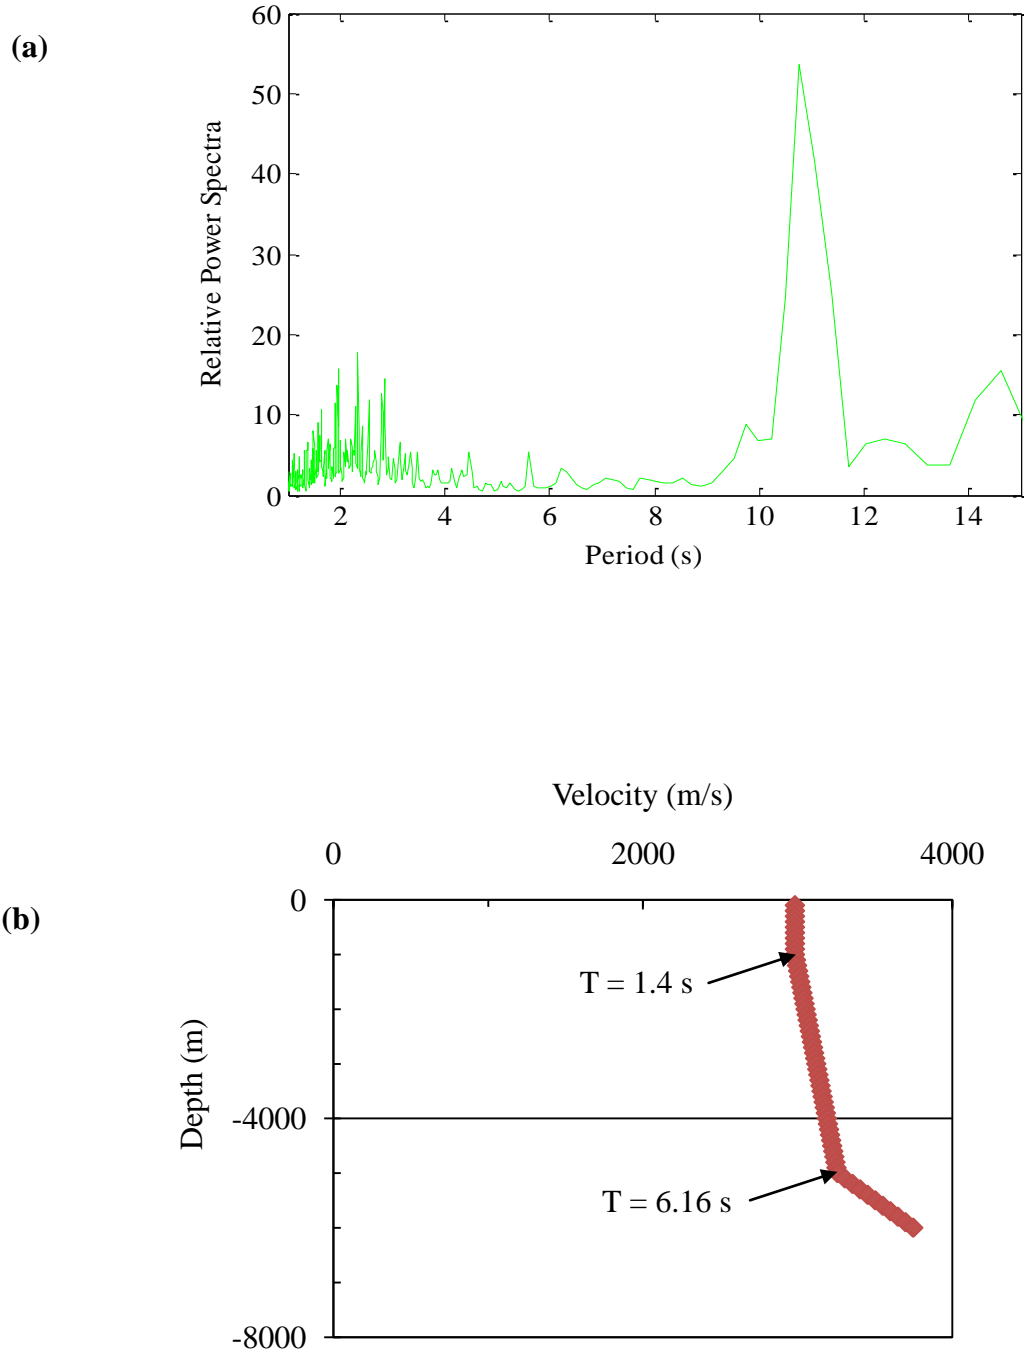 (a)
60
50
40
30
20
10
0
Relative Power Spectra
2 4 6 8 10 12 14
Period (s)
Velocity (m/s)
0 2000 4000
(b)
0
-4000
-8000
Depth (m)
T = 1.4 s
T = 6.16 s